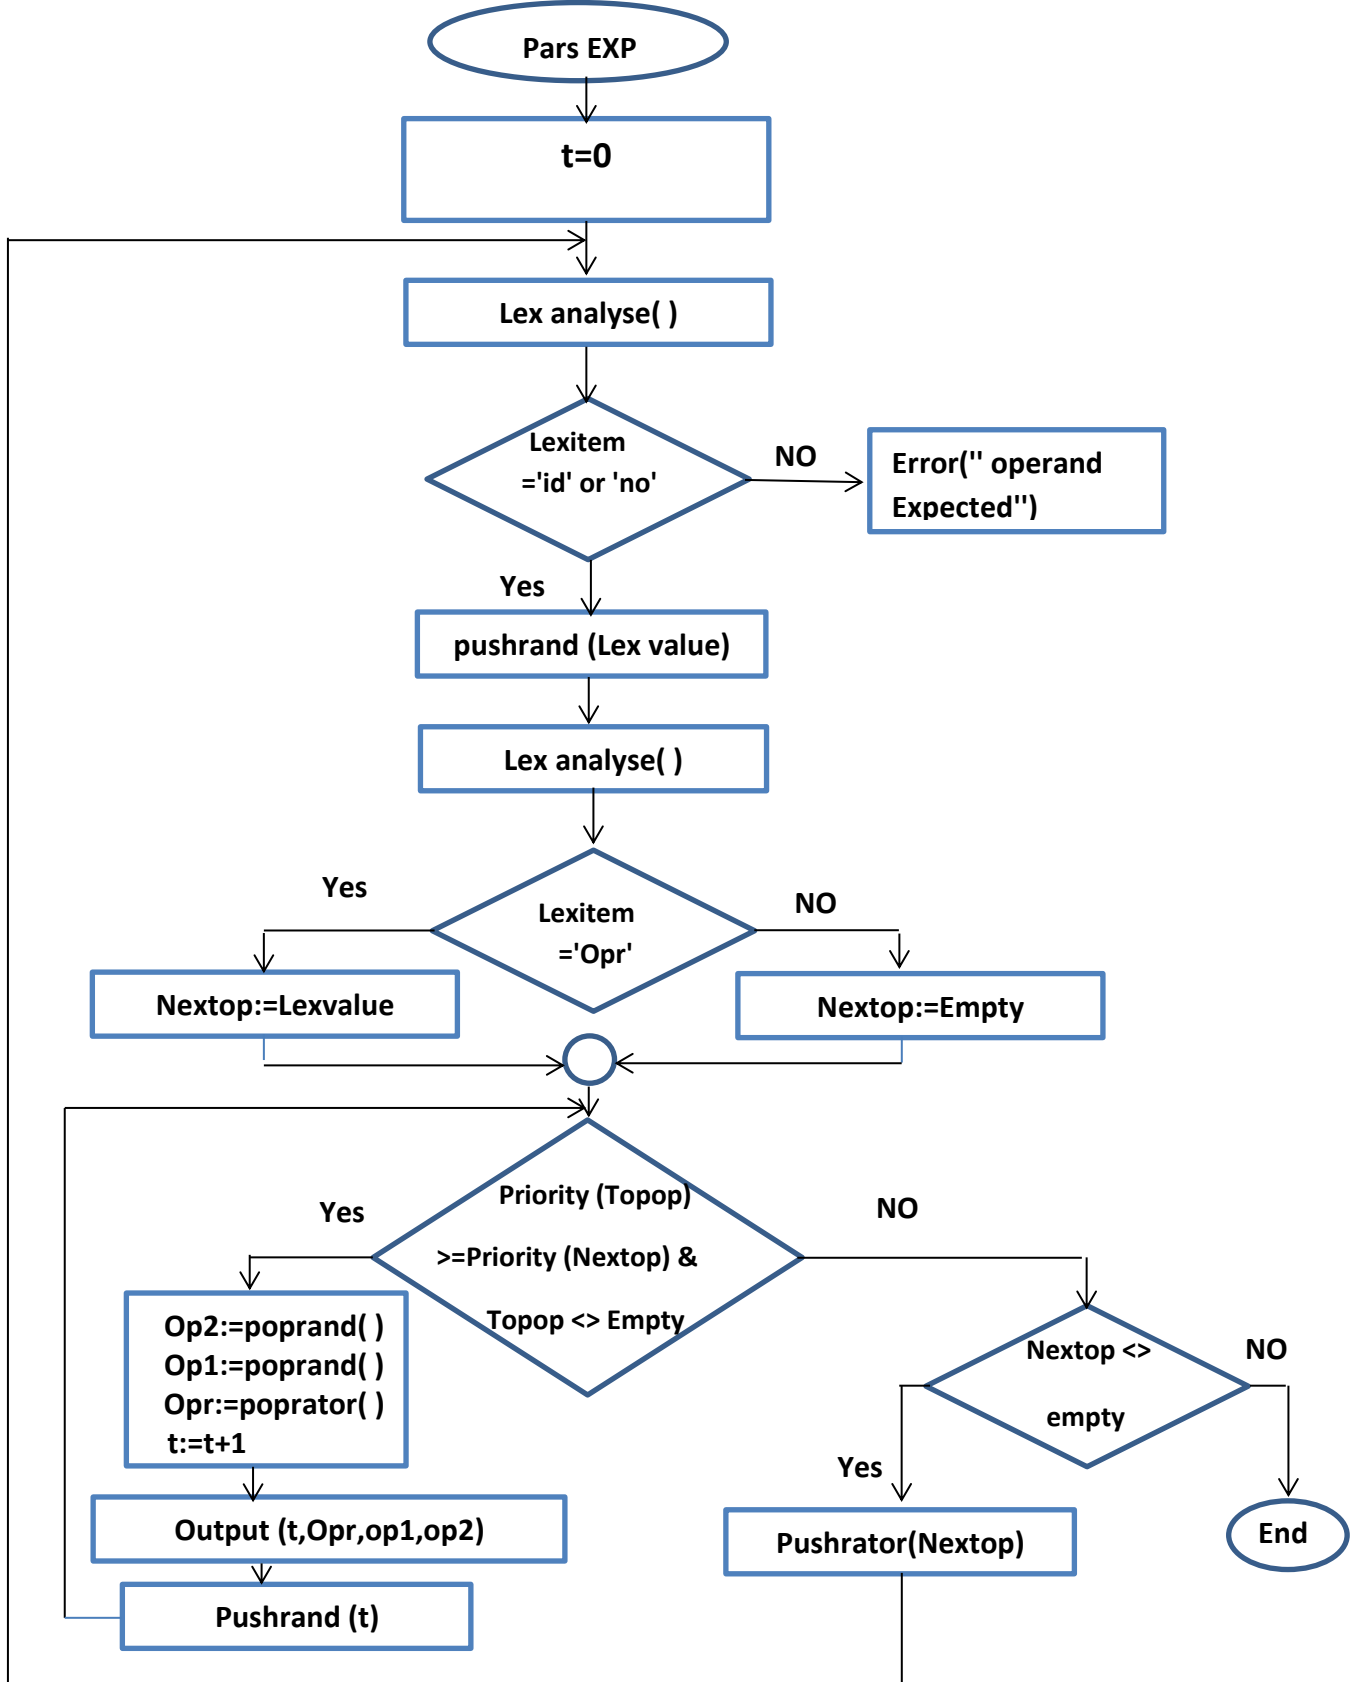 Pars EXP
t=0
Lex analyse( )
Lexitem
='id' or 'no'
NO
Error(" operand
Expected")
Yes
pushrand (Lex value)
Lex analyse( )
Yes
Lexitem
='Opr'
NO
Nextop:=Lexvalue
Nextop:=Empty
Yes
Priority (Topop)
>=Priority (Nextop) &
Topop <> Empty
NO
Op2:=poprand( )
Op1:=poprand( )
Opr:=poprator( )
t:=t+1
Nextop <>
empty
NO
Yes
Output (t,Opr,op1,op2)
Pushrator(Nextop)
End
Pushrand (t)